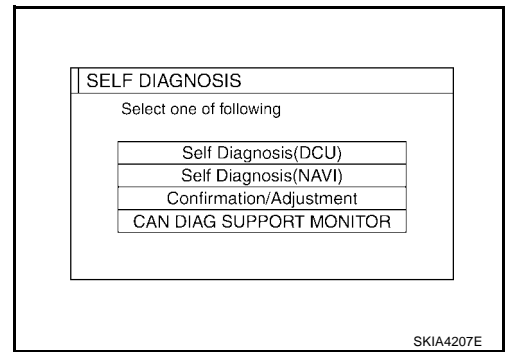 SELF DIAGNOSIS
Select one of following
Self Diagnosis(DCU)
Self Diagnosis(NAVI)
Confirmation/Adjustment
CAN DIAG SUPPORT MONITOR
SKIA4207E